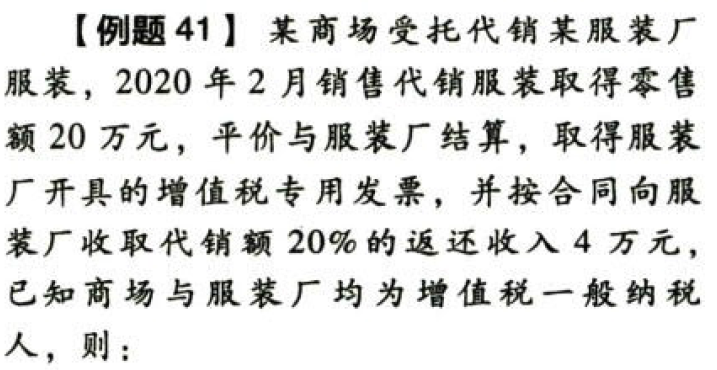 【例题 41】 某商场受托代销某服装厂
服装，2020 年 2 月销售代销服装取得零售
额 20 万元，平价与服装厂结算，取得服装
厂开具的增值税专用发票，并按合同向服
装厂收取代销额 20%的返还收入 4 万元，
已知商场与服装厂均为增值税一般纳税
人，则：